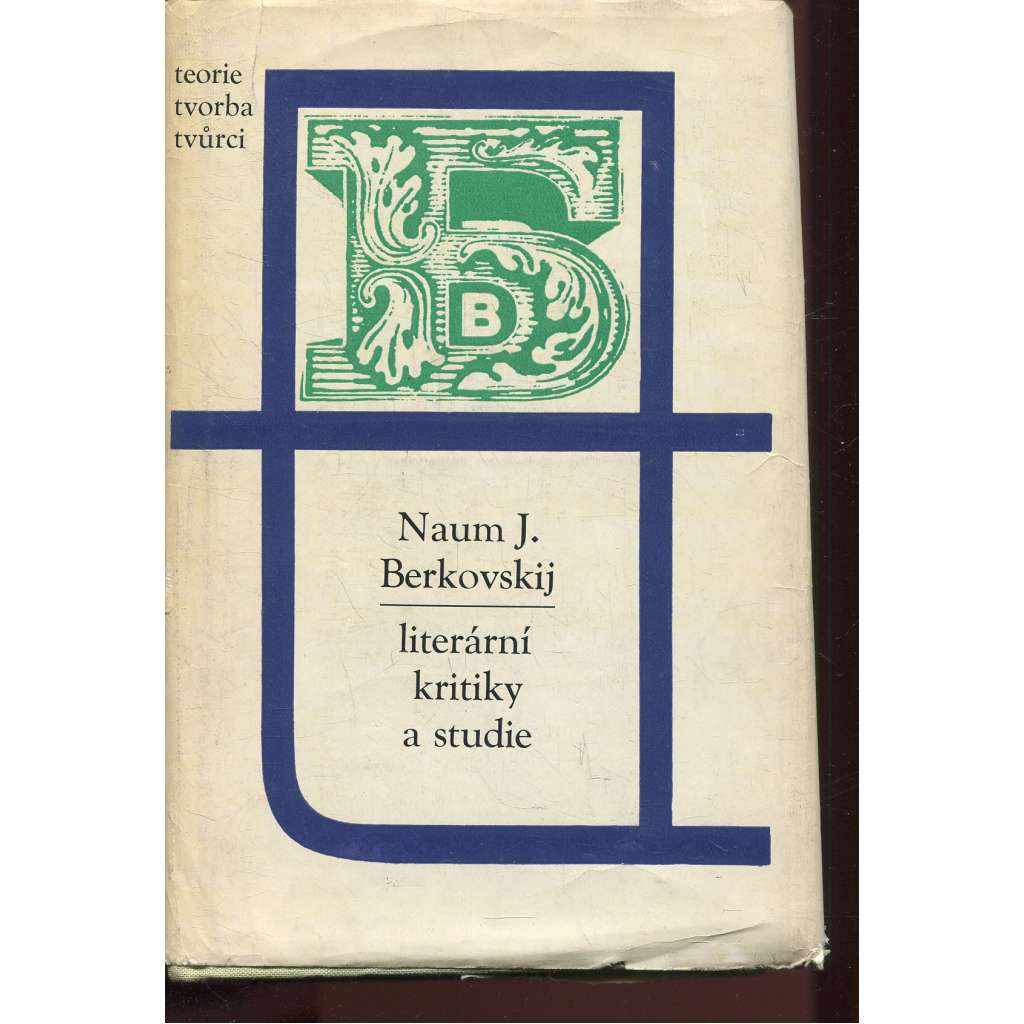 teorie
tvorba
tvůrci
Б
B
Naum J.
Berkovskij
literární
kritiky
a studie